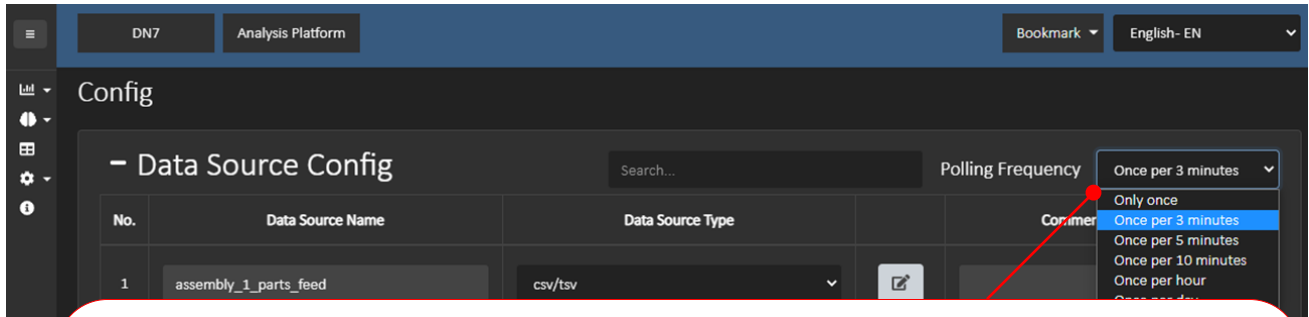 DN7
Analysis Platform
Bookmark
English- EN
Config
Data Source Config
Search...
Polling Frequency
Once per 3 minutes
Only once
Once per 3 minutes
Once per 5 minutes
Once per 10 minutes
Once per hour
No.
Data Source Name
Data Source Type
1
assembly_1_parts_feed
csv/tsv